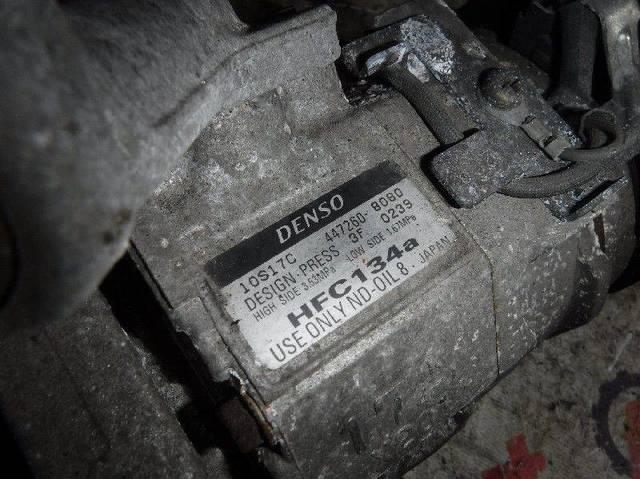 DENSO
10S17C 447260-8080
DESIGN PRESS 3F 0239
HIGH SIDE 3.53MPa LOW SIDE 1.67MPa
HFC134a
USE ONLY ND-OIL 8. JAPAN
17